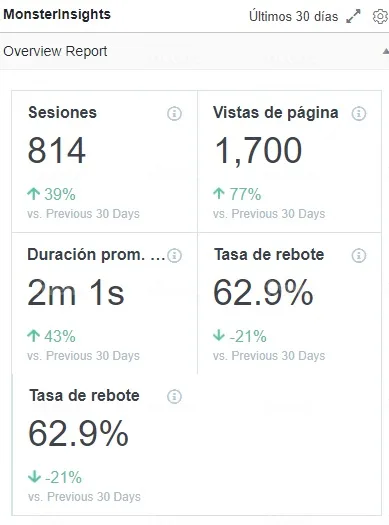 MonsterInsights
Últimos 30 días
Overview Report
Sesiones
814
39%
vs. Previous 30 Days
Vistas de página
1,700
77%
vs. Previous 30 Days
Duración prom. ...
2m 1s
43%
vs. Previous 30 Days
Tasa de rebote
62.9%
-21%
vs. Previous 30 Days
Tasa de rebote
62.9%
-21%
vs. Previous 30 Days